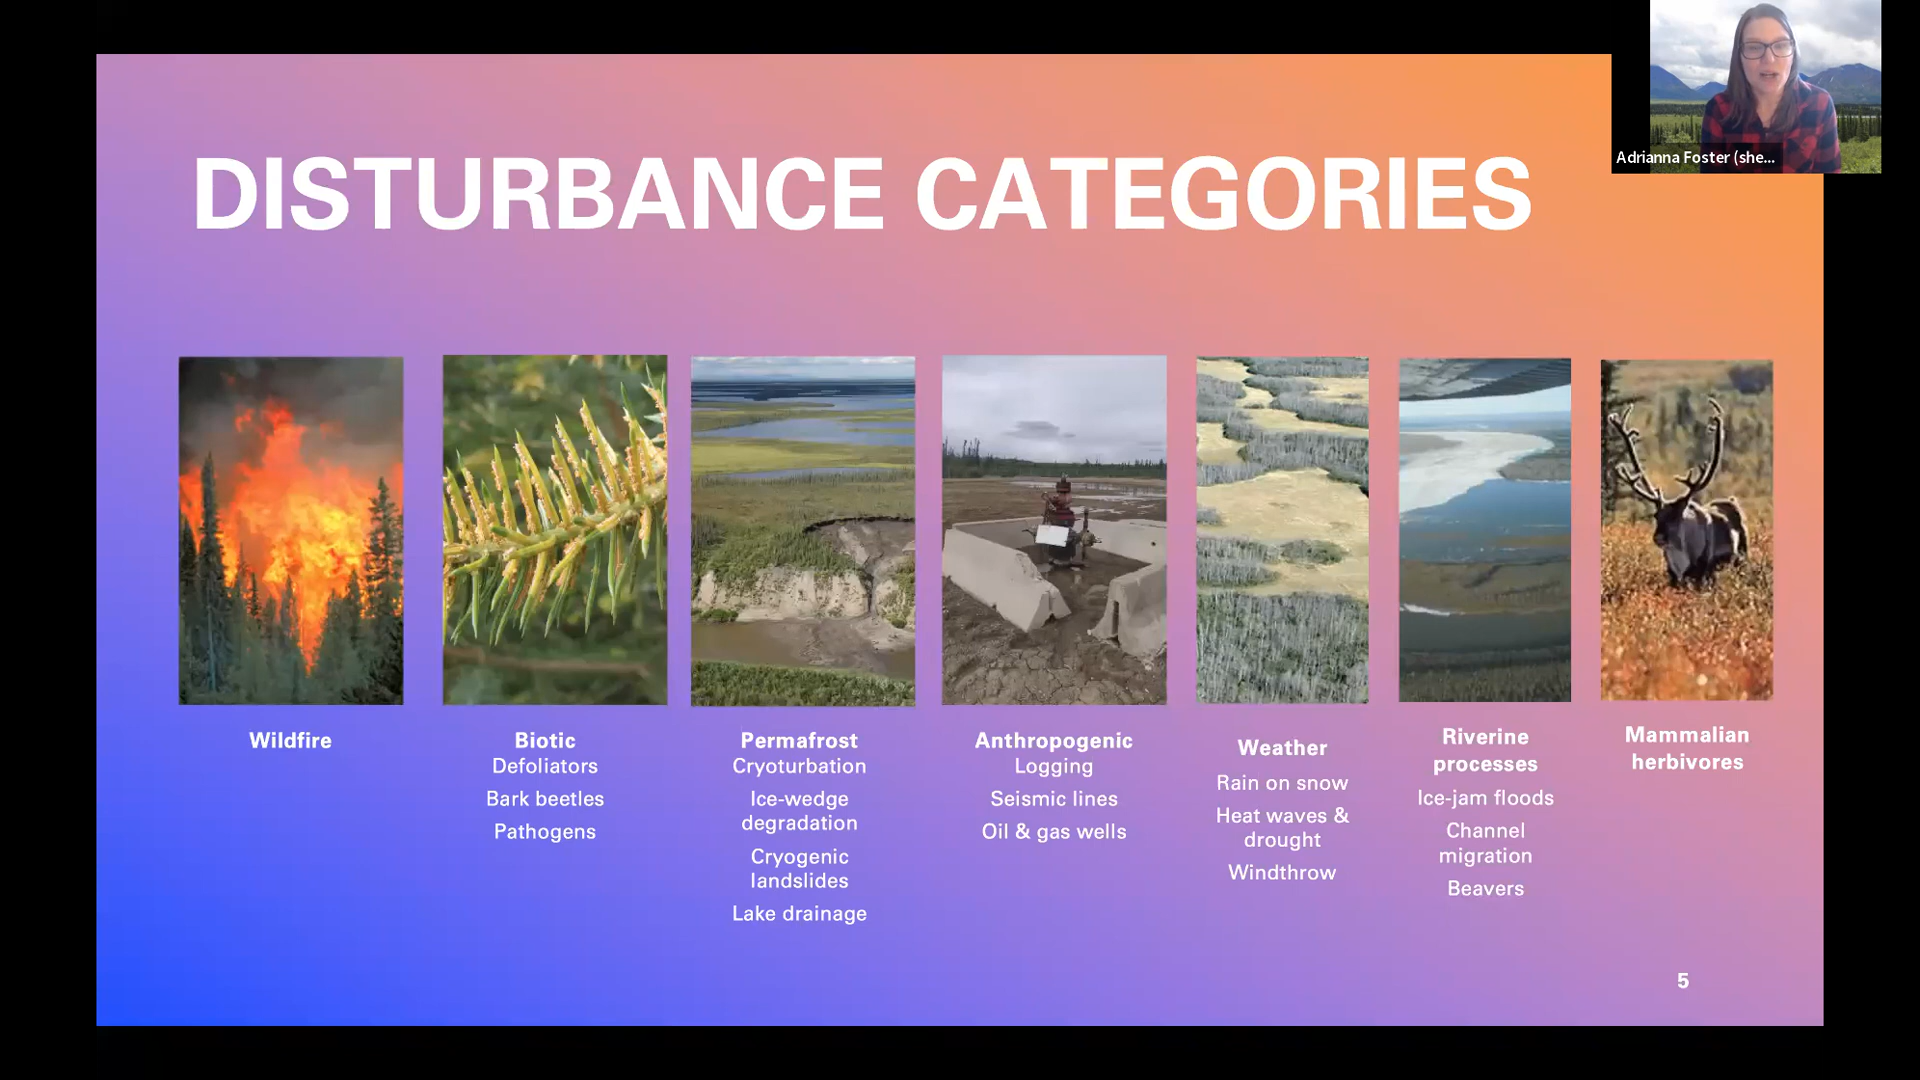 Adrianna Foster (she...
DISTURBANCE CATEGORIES
Wildfire
Biotic
Defoliators
Bark beetles
Pathogens
Permafrost
Cryoturbation
Ice-wedge
degradation
Cryogenic
landslides
Lake drainage
Anthropogenic
Logging
Seismic lines
Oil & gas wells
Weather
Rain on snow
Heat waves &
drought
Windthrow
Riverine
processes
Ice-jam floods
Channel
migration
Beavers
Mammalian
herbivores
5